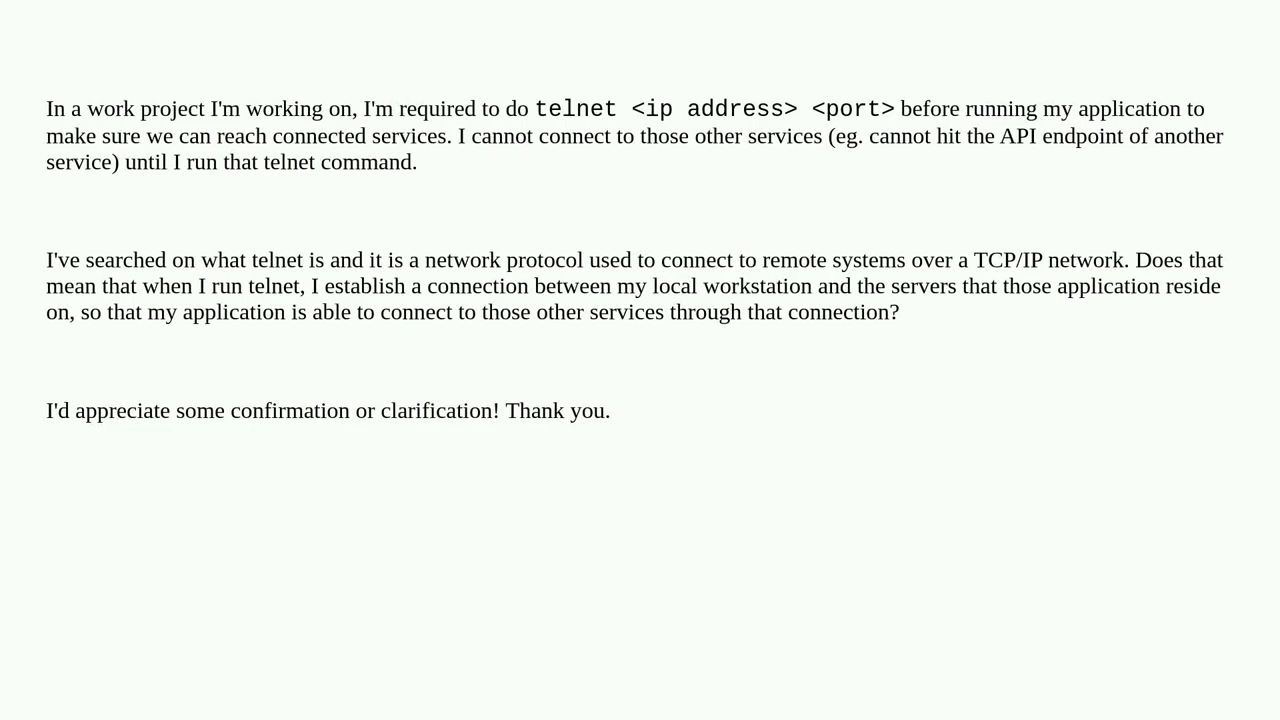 In a work project I'm working on, I'm required to do telnet <ip address> <port> before running my application to
make sure we can reach connected services. I cannot connect to those other services (eg. cannot hit the API endpoint of another
service) until I run that telnet command.
I've searched on what telnet is and it is a network protocol used to connect to remote systems over a TCP/IP network. Does that
mean that when I run telnet, I establish a connection between my local workstation and the servers that those application reside
on, so that my application is able to connect to those other services through that connection?
I'd appreciate some confirmation or clarification! Thank you.